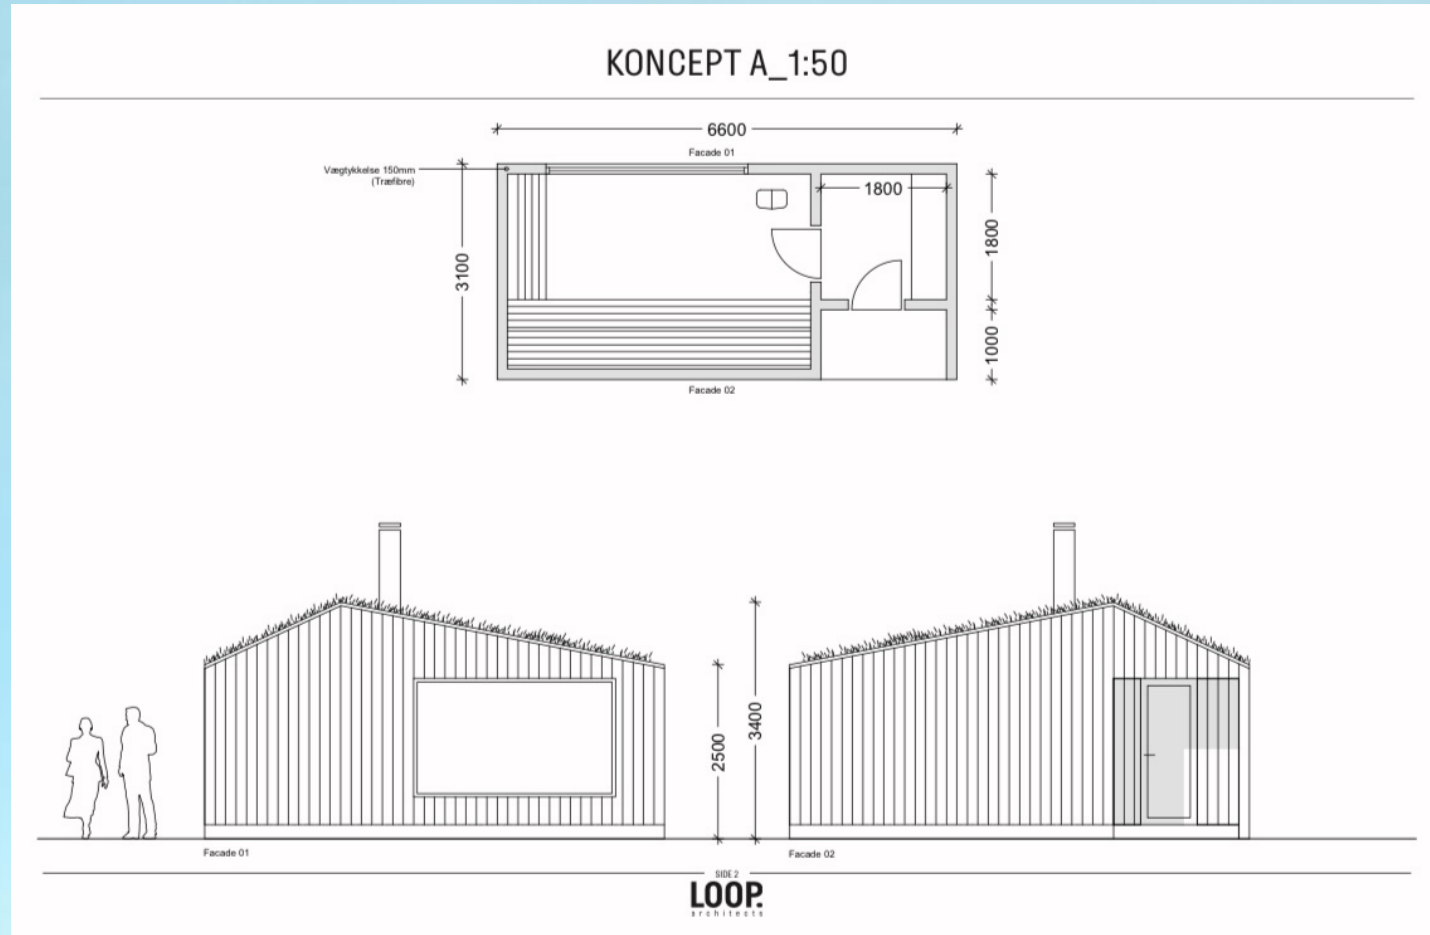 KONCEPT A_1:50
6600
Facade 01
Vægtykkelse 150mm
(Træfibre)
1800
3100
1800
1000
Facade 02
2500
3400
Facade 01
Facade 02
SIDE 2
LOOP.
architects